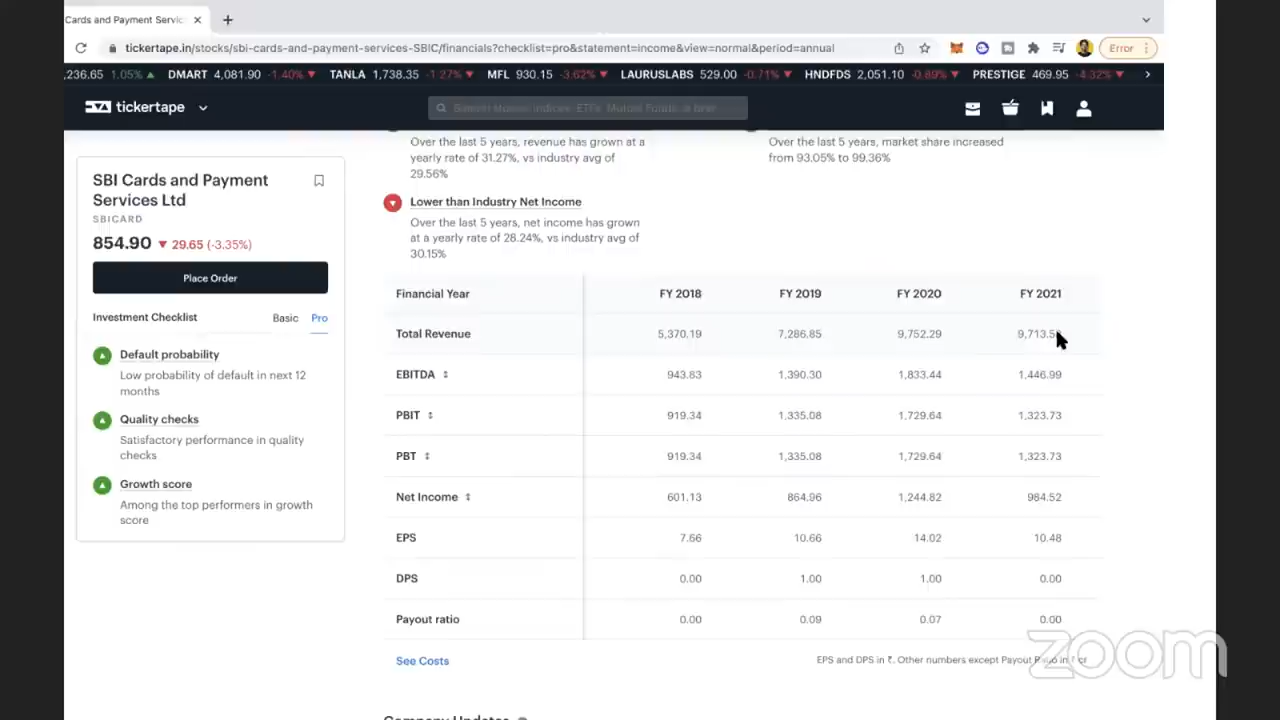 Cards and Payment Servic
tickertape.in/stocks/sbi-cards-and-payment-services-SBIC/financials?checklist=pro&statement=income&view=normal&period=annual
Error
,236.65 1.05% DMART 4,081.90 -1.40% TANLA 1,738.35 -1.27% MFL 930.15 -3.62% LAURUSLABS 529.00 -0.71% HNDFDS 2,051.10 -0.89% PRESTIGE 469.95 -4.32%
tickertape
Search stocks, indices, ETFs, Mutual Funds,
SBI Cards and Payment
Services Ltd
SBICARD
854.90 29.65 (-3.35%)
Place Order
Investment Checklist Basic Pro
Default probability
Low probability of default in next 12
months
Quality checks
Satisfactory performance in quality
checks
Growth score
Among the top performers in growth
score
Over the last 5 years, revenue has grown at a
yearly rate of 31.27%, vs industry avg of
29.56%
Over the last 5 years, market share increased
from 93.05% to 99.36%
Lower than Industry Net Income
Over the last 5 years, net income has grown
at a yearly rate of 28.24%, vs industry avg of
30.15%
Financial Year FY 2018 FY 2019 FY 2020 FY 2021
Total Revenue 5,370.19 7,286.85 9,752.29
EBITDA 943.83 1,390.30 1,833.44 1,446.99
PBIT 919.34 1,335.08 1,729.64 1,323.73
PBT 919.34 1,335.08 1,729.64 1,323.73
Net Income 601.13 864.96 1,244.82 984.52
EPS 7.66 10.66 14.02 10.48
DPS 0.00 1.00 1.00 0.00
Payout ratio 0.00 0.09 0.07 0.00
See Costs
EPS and DPS in ₹. Other numbers except Payout in ₹ cr
zoom